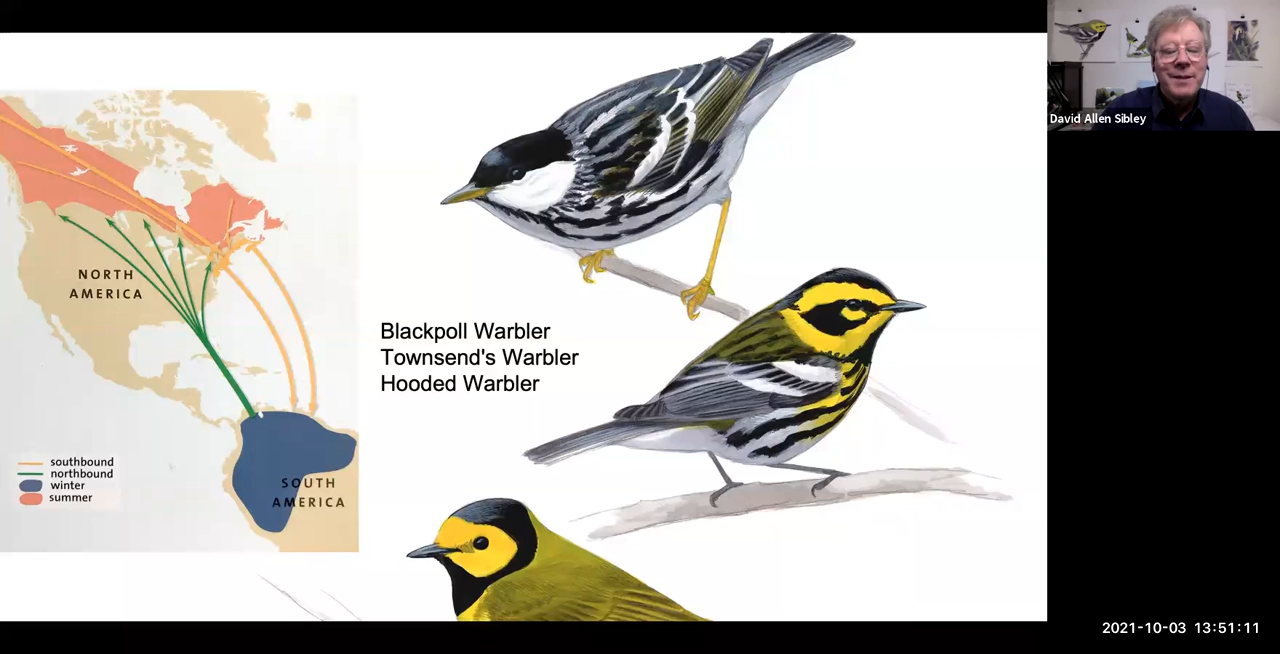 David Allen Sibley
NORTH
AMERICA
Blackpoll Warbler
Townsend's Warbler
Hooded Warbler
southbound
northbound
winter
summer
SOUTH
AMERICA
2021-10-03 13:51:11